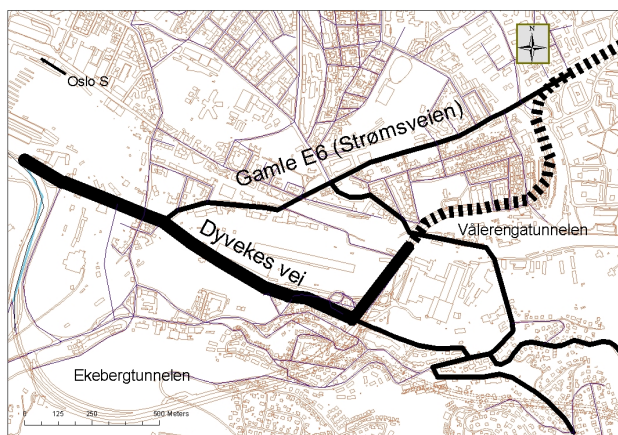 N
Oslo S
Gamle E6 (Strømsveien)
Dyvekes vei
Vålerengatunnelen
Ekebergtunnelen
0 125 250 500 Meters